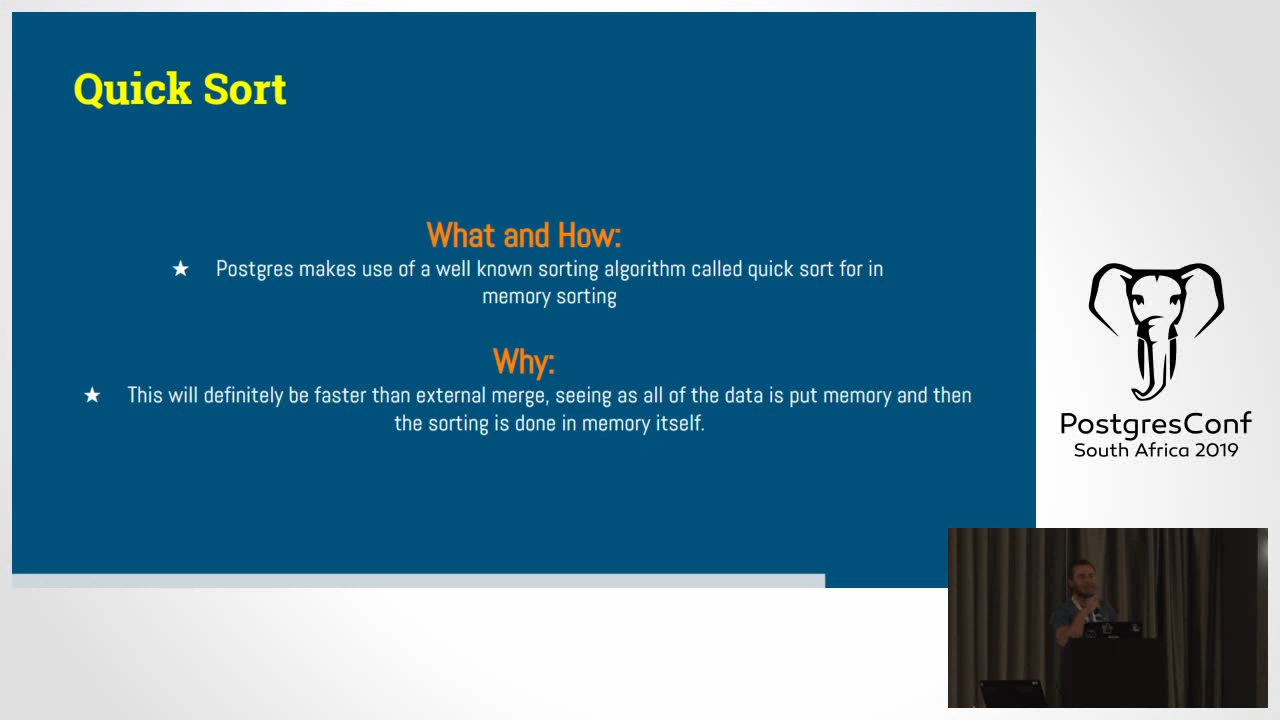 Quick Sort
What and How:
★ Postgres makes use of a well known sorting algorithm called quick sort for in
memory sorting
Why:
★ This will definitely be faster than external merge, seeing as all of the data is put memory and then
the sorting is done in memory itself.
PostgresConf
South Africa 2019